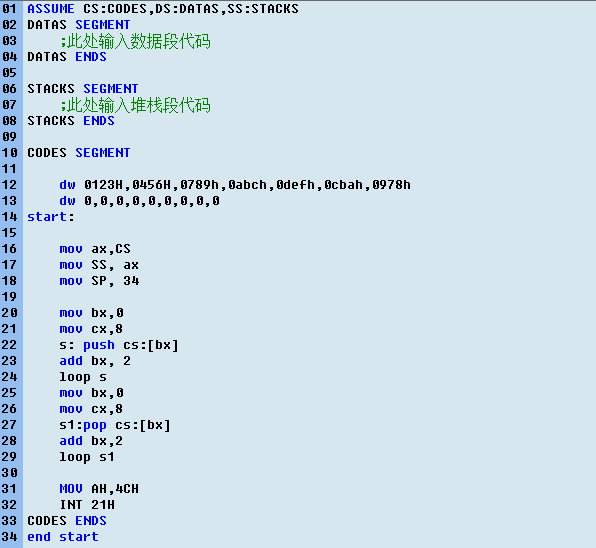 01 ASSUME CS:CODES,DS:DATAS,SS:STACKS
02 DATAS SEGMENT
03     ;此处输入数据段代码
04 DATAS ENDS
05
06 STACKS SEGMENT
07     ;此处输入堆栈段代码
08 STACKS ENDS
09
10 CODES SEGMENT
11
12     dw 0123H,0456H,0789h,0abch,0defh,0cbah,0978h
13     dw 0,0,0,0,0,0,0,0,0
14 start:
15
16     mov ax,CS
17     mov SS, ax
18     mov SP, 34
19
20     mov bx,0
21     mov cx,8
22     s: push cs:[bx]
23     add bx, 2
24     loop s
25     mov bx,0
26     mov cx,8
27     s1:pop cs:[bx]
28     add bx,2
29     loop s1
30
31     MOV AH,4CH
32     INT 21H
33 CODES ENDS
34 end start